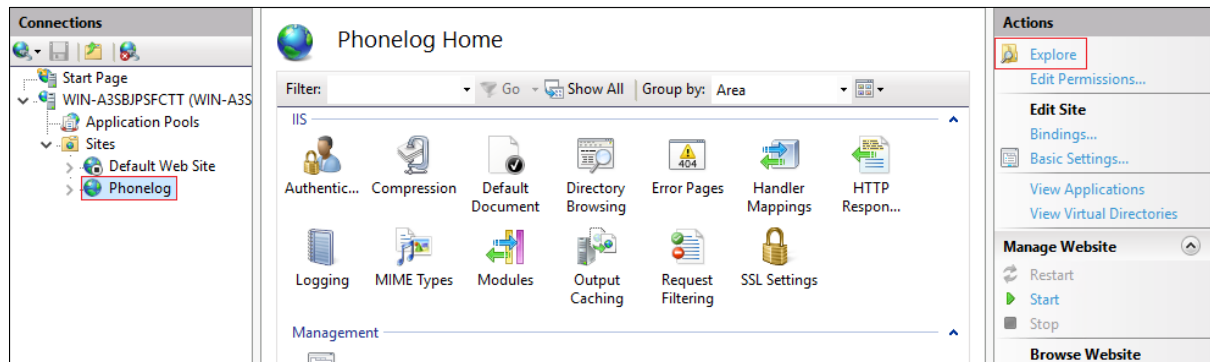 Connections
Start Page
WIN-A3SBJPSFCTT (WIN-A3S
Application Pools
Sites
Default Web Site
Phonelog
Phonelog Home
Filter:
Go
Show All
Group by:
Area
IIS
Authentic...
Compression
Default
Document
Directory
Browsing
Error Pages
Handler
Mappings
HTTP
Respon...
404
Logging
MIME Types
Modules
Output
Caching
Request
Filtering
SSL Settings
Management
Actions
Explore
Edit Permissions...
Edit Site
Bindings...
Basic Settings...
View Applications
View Virtual Directories
Manage Website
Restart
Start
Stop
Browse Website